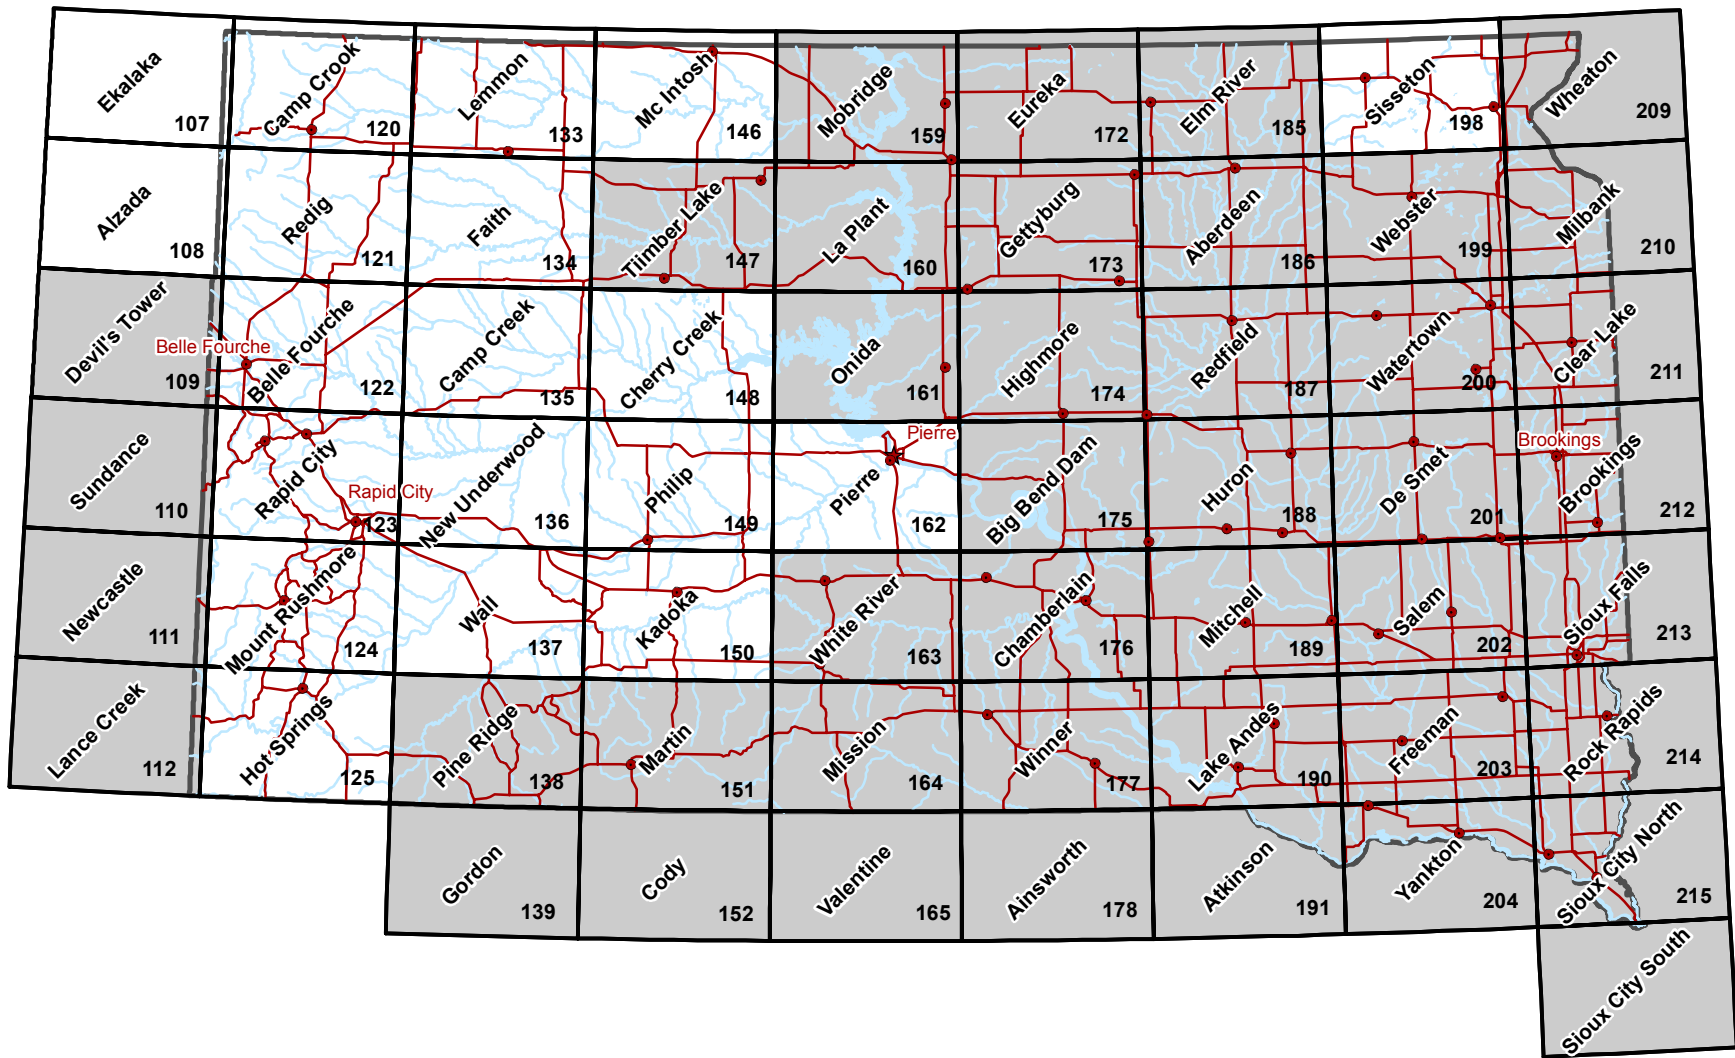 Ekalaka
107
Camp Crook
120
Lemmon
133
Mc Intosh
146
Mobridge
159
Eureka
172
Elm River
185
Sisseton
198
Wheaton
209
Alzada
108
Redig
121
Faith
134
Tiimber Lake
147
La Plant
160
Gettyburg
173
Aberdeen
186
Webster
199
Milbank
210
Devil's Tower
109
Belle Fourche
Belle Fourche
122
Camp Creek
135
Cherry Creek
148
Onida
161
Highmore
174
Redfield
187
Watertown
200
Clear Lake
211
Sundance
110
Rapid City
Rapid City
123
New Underwood
136
Philip
149
Pierre
Pierre
162
Big Bend Dam
175
Huron
188
De Smet
201
Brookings
Brookings
212
Newcastle
111
Mount Rushmore
124
Wall
137
Kadoka
150
White River
163
Chamberlain
176
Mitchell
189
Salem
202
Sioux Falls
213
Lance Creek
112
Hot Springs
125
Pine Ridge
138
Martin
151
Mission
164
Winner
177
Lake Andes
190
Freeman
203
Rock Rapids
214
Gordon
139
Cody
152
Valentine
165
Ainsworth
178
Atkinson
191
Yankton
204
Sioux City North
215
Sioux City South